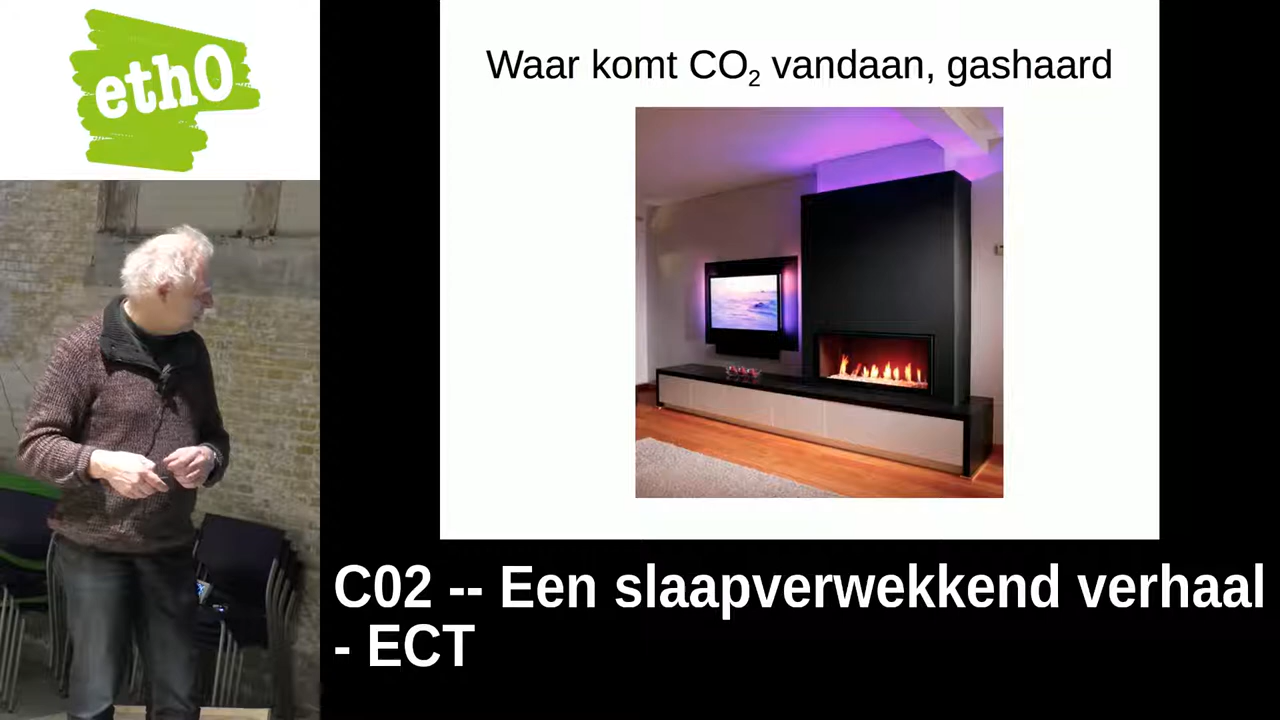 eth0
Waar komt CO₂ vandaan, gashaard
C02 -- Een slaapverwekkend verhaal
- ECT